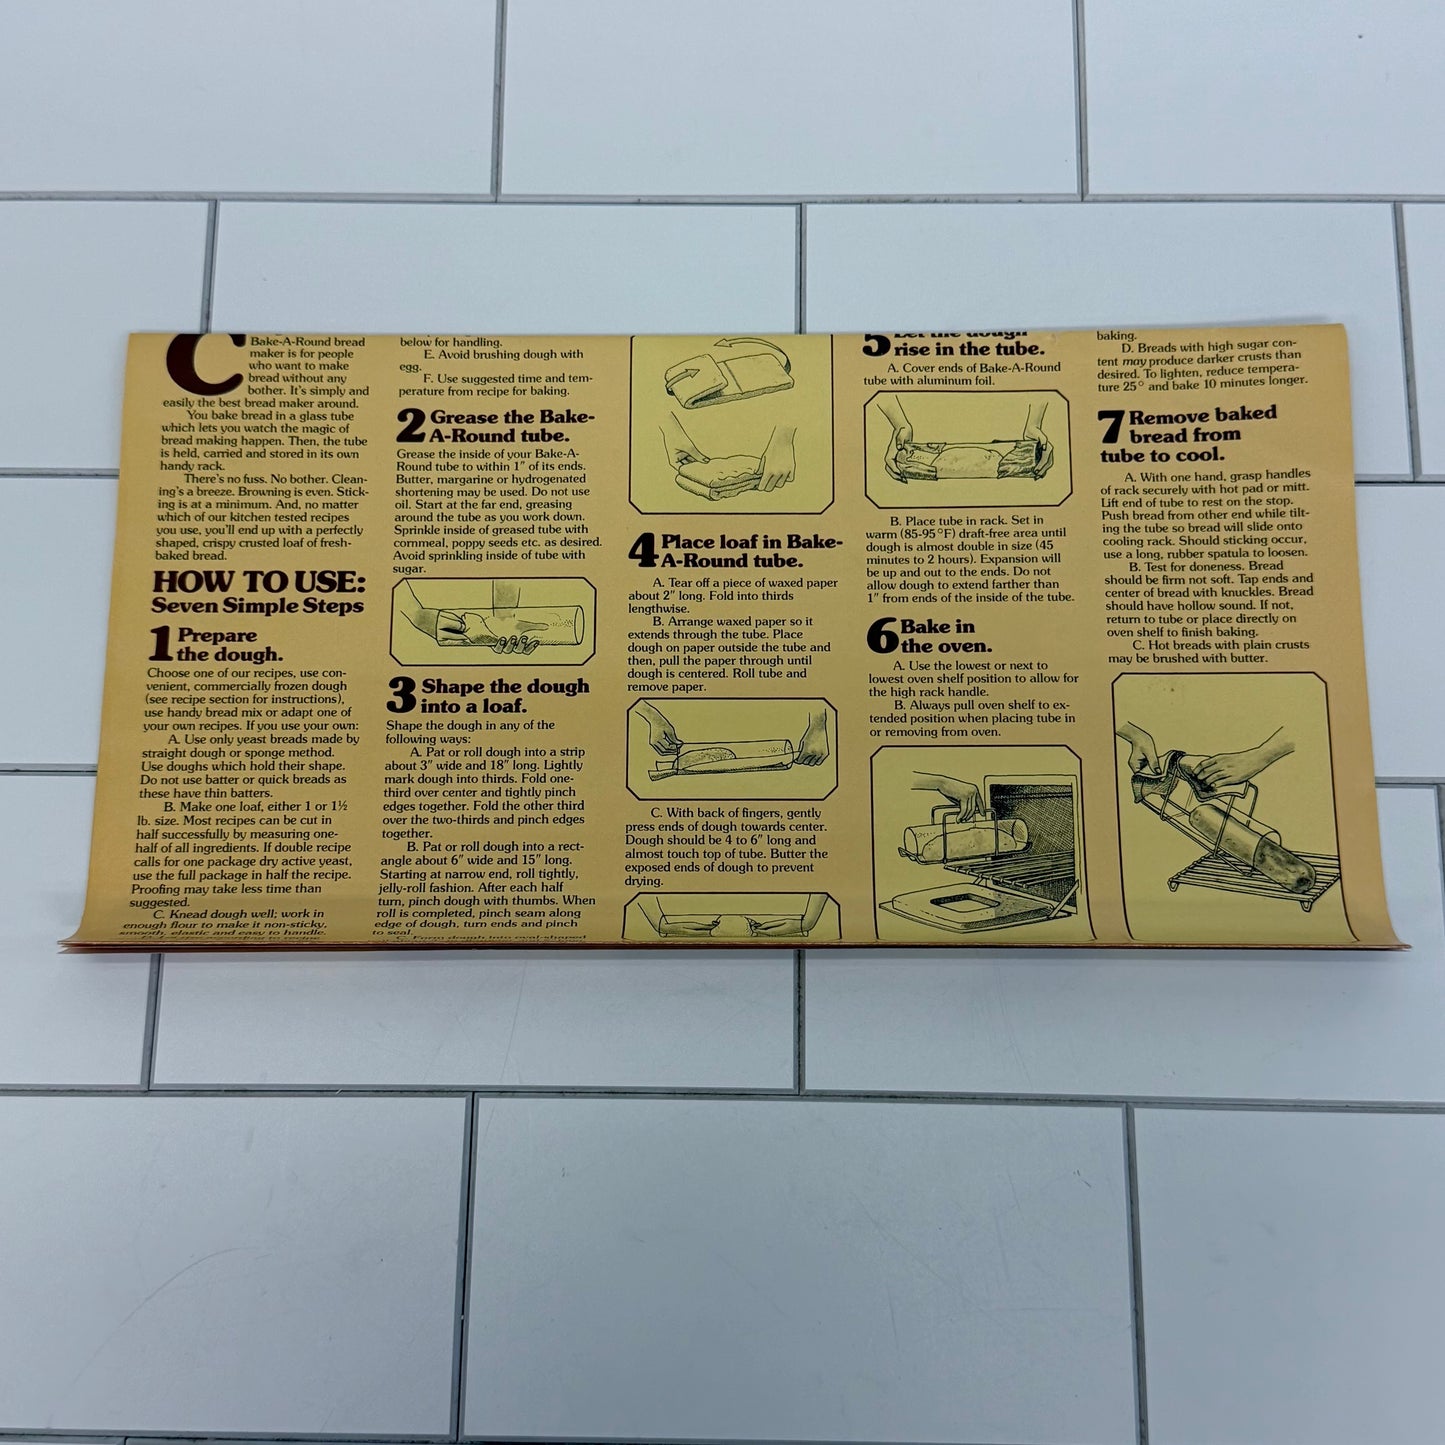 C
Bake-A-Round bread
maker is for people
who want to make
bread without any
bother. It's simply and
easily the best bread maker around.
You bake bread in a glass tube
which lets you watch the magic of
bread making happen. Then, the tube
is held, carried and stored in its own
handy rack.
There's no fuss. No bother. Clean-
ing's a breeze. Browning is even. Stick-
ing is at a minimum. And, no matter
which of our kitchen tested recipes
you use, you'll end up with a perfectly
shaped, crispy crusted loaf of fresh-
baked bread.
HOW TO USE:
Seven Simple Steps
1 Prepare
the dough.
Choose one of our recipes, use con-
venient, commercially frozen dough
(see recipe section for instructions),
use handy bread mix or adapt one of
your own recipes. If you use your own:
A. Use only yeast breads made by
straight dough or sponge method.
Use doughs which hold their shape.
Do not use batter or quick breads as
these have thin batters.
B. Make one loaf, either 1 or 1½
lb. size. Most recipes can be cut in
half successfully by measuring one-
half of all ingredients. If double recipe
calls for one package dry active yeast,
use the full package in half the recipe.
Proofing may take less time than
suggested.
C. Knead dough well; work in
enough flour to make it non-sticky,
smooth, elastic and easy to handle.
below for handling.
E. Avoid brushing dough with
egg.
F. Use suggested time and tem-
perature from recipe for baking.
2 Grease the Bake-
A-Round tube.
Grease the inside of your Bake-A-
Round tube to within 1" of its ends.
Butter, margarine or hydrogenated
shortening may be used. Do not use
oil. Start at the far end, greasing
around the tube as you work down.
Sprinkle inside of greased tube with
cornmeal, poppy seeds etc. as desired.
Avoid sprinkling inside of tube with
sugar.
3 Shape the dough
into a loaf.
Shape the dough in any of the
following ways:
A. Pat or roll dough into a strip
about 3" wide and 18" long. Lightly
mark dough into thirds. Fold one-
third over center and tightly pinch
edges together. Fold the other third
over the two-thirds and pinch edges
together.
B. Pat or roll dough into a rect-
angle about 6" wide and 15" long.
Starting at narrow end, roll tightly,
jelly-roll fashion. After each half
turn, pinch dough with thumbs. When
roll is completed, pinch seam along
edge of dough, turn ends and pinch
to seal.
C. Form dough into oval-shaped
4 Place loaf in Bake-
A-Round tube.
A. Tear off a piece of waxed paper
about 2" long. Fold into thirds
lengthwise.
B. Arrange waxed paper so it
extends through the tube. Place
dough on paper outside the tube and
then, pull the paper through until
dough is centered. Roll tube and
remove paper.
C. With back of fingers, gently
press ends of dough towards center.
Dough should be 4 to 6" long and
almost touch top of tube. Butter the
exposed ends of dough to prevent
drying.
5 Let the dough
rise in the tube.
A. Cover ends of Bake-A-Round
tube with aluminum foil.
B. Place tube in rack. Set in
warm (85-95°F) draft-free area until
dough is almost double in size (45
minutes to 2 hours). Expansion will
be up and out to the ends. Do not
allow dough to extend farther than
1" from ends of the inside of the tube.
6 Bake in
the oven.
A. Use the lowest or next to
lowest oven shelf position to allow for
the high rack handle.
B. Always pull oven shelf to ex-
tended position when placing tube in
or removing from oven.
baking.
D. Breads with high sugar con-
tent may produce darker crusts than
desired. To lighten, reduce tempera-
ture 25° and bake 10 minutes longer.
7 Remove baked
bread from
tube to cool.
A. With one hand, grasp handles
of rack securely with hot pad or mitt.
Lift end of tube to rest on the stop.
Push bread from other end while tilt-
ing the tube so bread will slide onto
cooling rack. Should sticking occur,
use a long, rubber spatula to loosen.
B. Test for doneness. Bread
should be firm not soft. Tap ends and
center of bread with knuckles. Bread
should have hollow sound. If not,
return to tube or place directly on
oven shelf to finish baking.
C. Hot breads with plain crusts
may be brushed with butter.